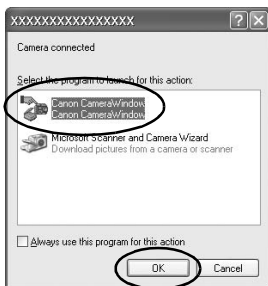 XXXXXXXXXXXXXXXXX
Camera connected
Select the program to launch for this action:
Canon CameraWindow
Canon CameraWindow
Microsoft Scanner and Camera Wizard
Download pictures from a camera or scanner
Always use this program for this action
OK
Cancel